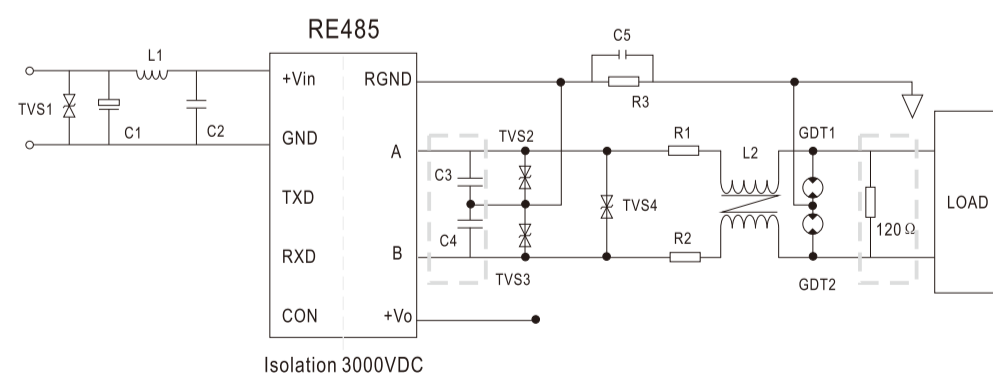 RE485
L1
TVS1
C1
C2
+Vin
GND
TXD
RXD
CON
RGND
A
B
+Vo
Isolation 3000VDC
C5
R3
C3
C4
TVS2
TVS3
TVS4
R1
R2
L2
GDT1
GDT2
120 Ω
LOAD